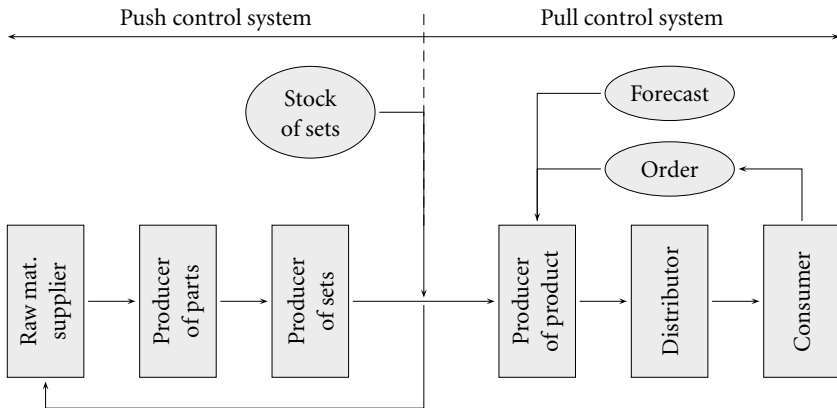 Push control system
Pull control system
Stock
of sets
Forecast
Order
Raw mat.
supplier
Producer
of parts
Producer
of sets
Producer
of product
Distributor
Consumer